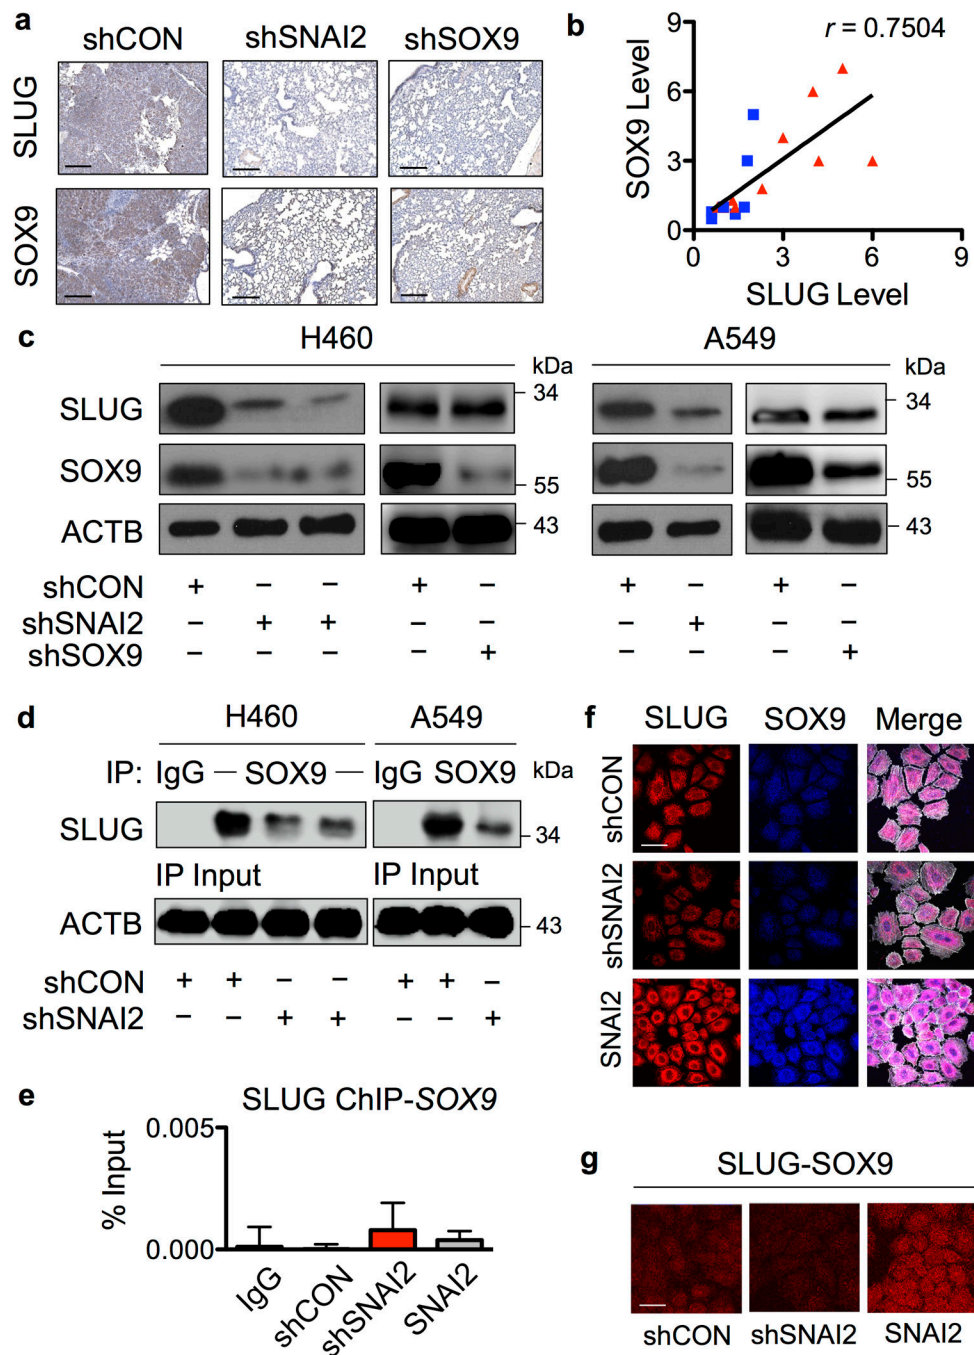 a
shCON shSNAI2 shSOX9
SLUG
SOX9
b
r = 0.7504
SOX9 Level
9
6
3
0
0 3 6 9
SLUG Level
c
H460 A549
kDa kDa
SLUG 34 34
SOX9 55 55
ACTB 43 43
shCON + – – + – + – + –
shSNAI2 – + + – – – + – –
shSOX9 – – – – + – – – +
d
H460 A549
IP: IgG — SOX9 — IgG SOX9 kDa
SLUG 34
IP Input IP Input
ACTB 43
shCON + + – – + + –
shSNAI2 – – + + – – +
e
SLUG ChIP-SOX9
% Input
0.005
0.000
IgG shCON shSNAI2 SNAI2
f
SLUG SOX9 Merge
shCON
shSNAI2
SNAI2
g
SLUG-SOX9
shCON shSNAI2 SNAI2